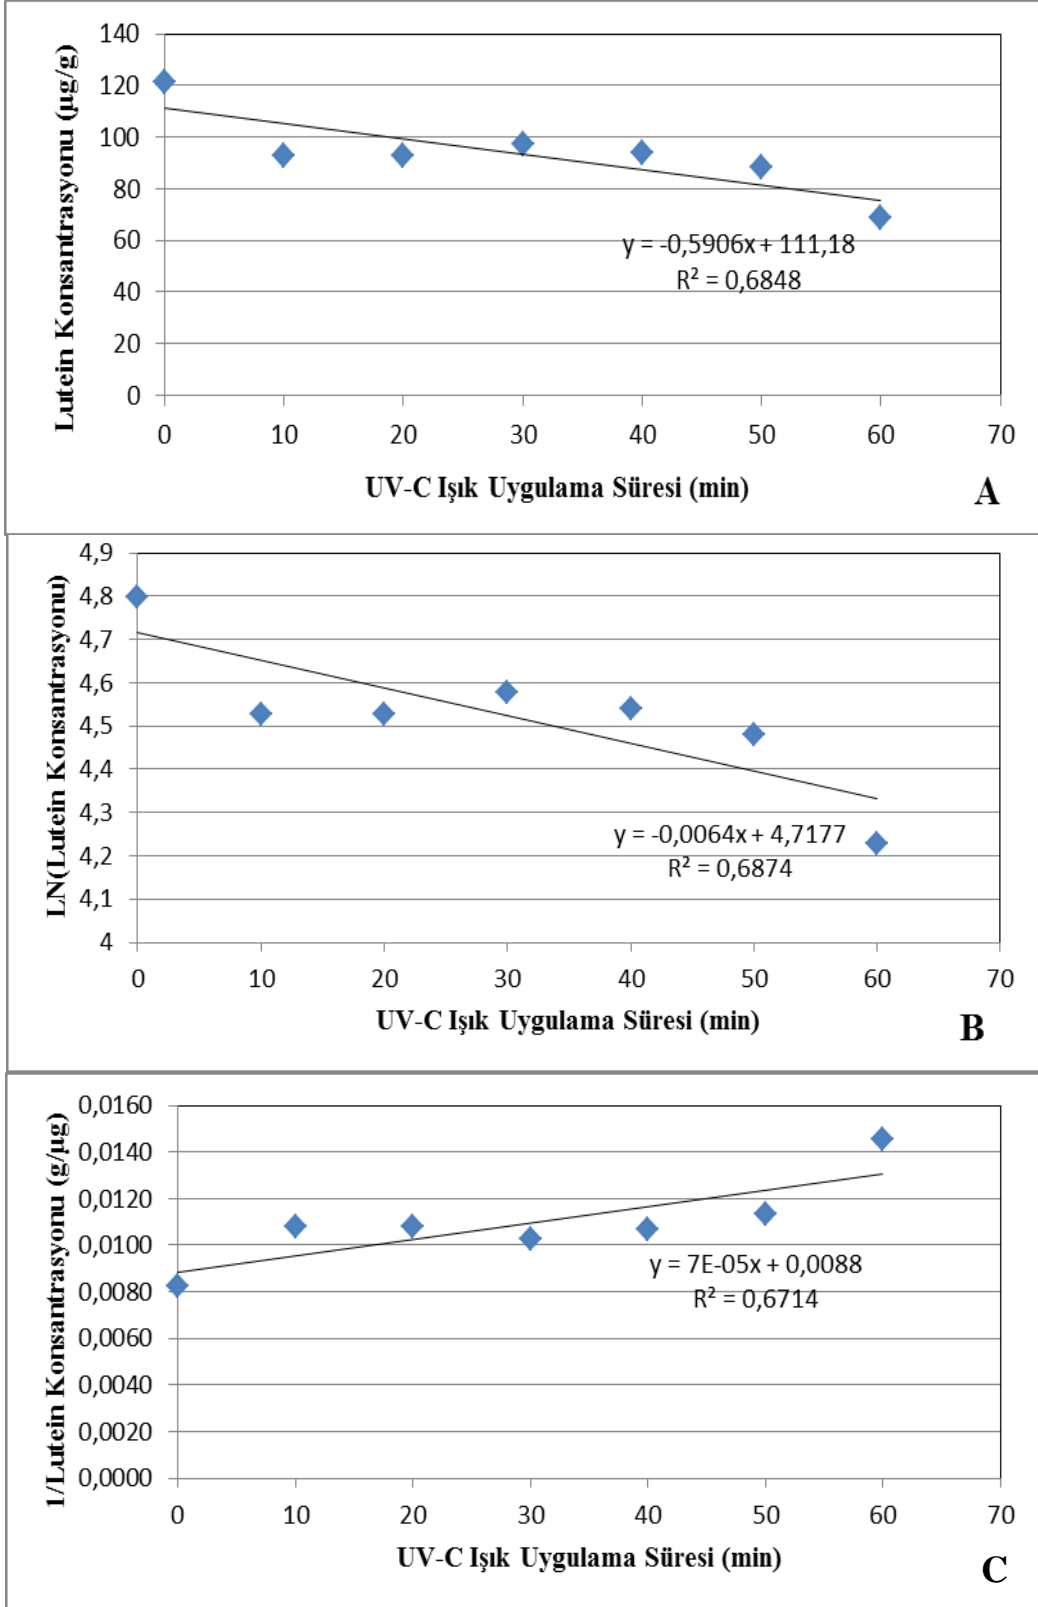 Lutein Konsantrasyonu (µg/g)
140
120
100
80
60
40
20
0
y = -0,5906x + 111,18
R² = 0,6848
0 10 20 30 40 50 60 70
UV-C Işık Uygulama Süresi (min)
A
LN(Lutein Konsantrasyonu)
4,9
4,8
4,7
4,6
4,5
4,4
4,3
4,2
4,1
4
y = -0,0064x + 4,7177
R² = 0,6874
0 10 20 30 40 50 60 70
UV-C Işık Uygulama Süresi (min)
B
1/Lutein Konsantrasyonu (g/µg)
0,0160
0,0140
0,0120
0,0100
0,0080
0,0060
0,0040
0,0020
0,0000
y = 7E-05x + 0,0088
R² = 0,6714
0 10 20 30 40 50 60 70
UV-C Işık Uygulama Süresi (min)
C